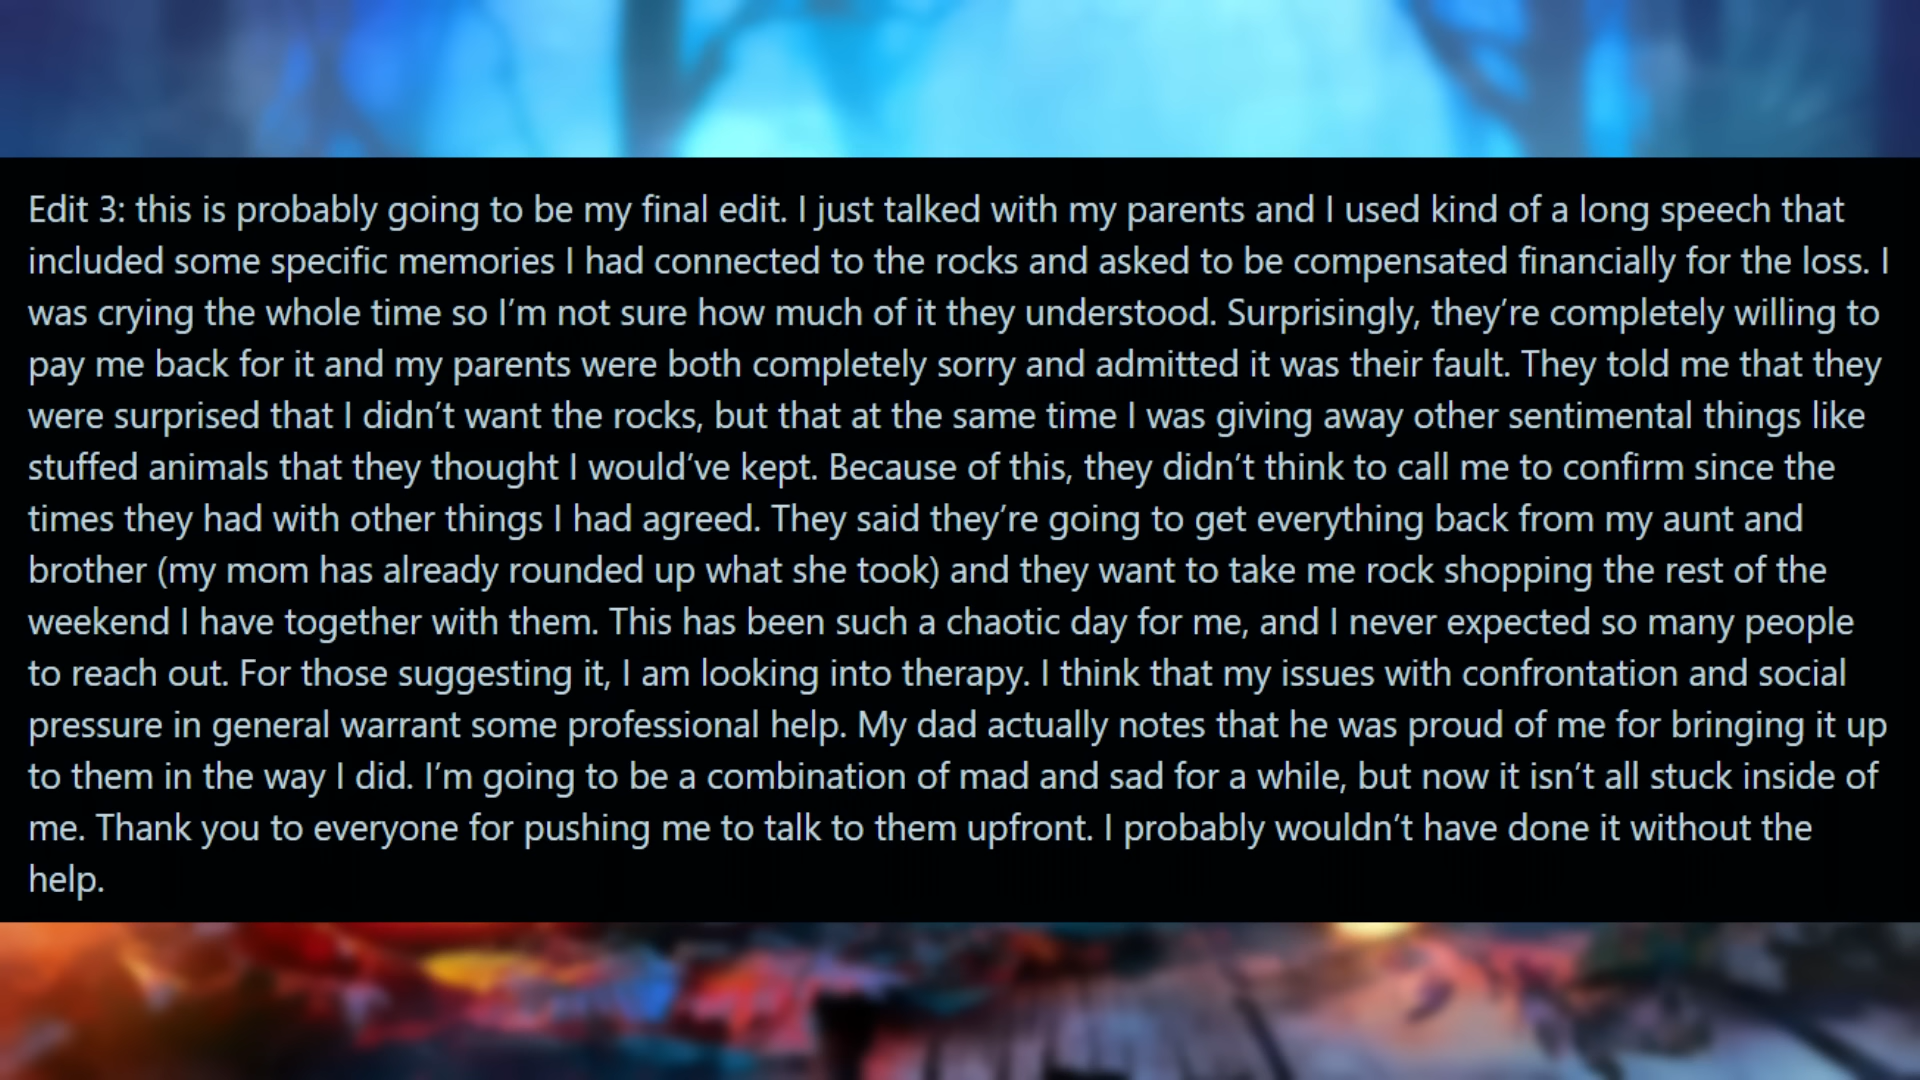 Edit 3: this is probably going to be my final edit. I just talked with my parents and I used kind of a long speech that
included some specific memories I had connected to the rocks and asked to be compensated financially for the loss. I
was crying the whole time so I’m not sure how much of it they understood. Surprisingly, they’re completely willing to
pay me back for it and my parents were both completely sorry and admitted it was their fault. They told me that they
were surprised that I didn’t want the rocks, but that at the same time I was giving away other sentimental things like
stuffed animals that they thought I would’ve kept. Because of this, they didn’t think to call me to confirm since the
times they had with other things I had agreed. They said they’re going to get everything back from my aunt and
brother (my mom has already rounded up what she took) and they want to take me rock shopping the rest of the
weekend I have together with them. This has been such a chaotic day for me, and I never expected so many people
to reach out. For those suggesting it, I am looking into therapy. I think that my issues with confrontation and social
pressure in general warrant some professional help. My dad actually notes that he was proud of me for bringing it up
to them in the way I did. I’m going to be a combination of mad and sad for a while, but now it isn’t all stuck inside of
me. Thank you to everyone for pushing me to talk to them upfront. I probably wouldn’t have done it without the
help.